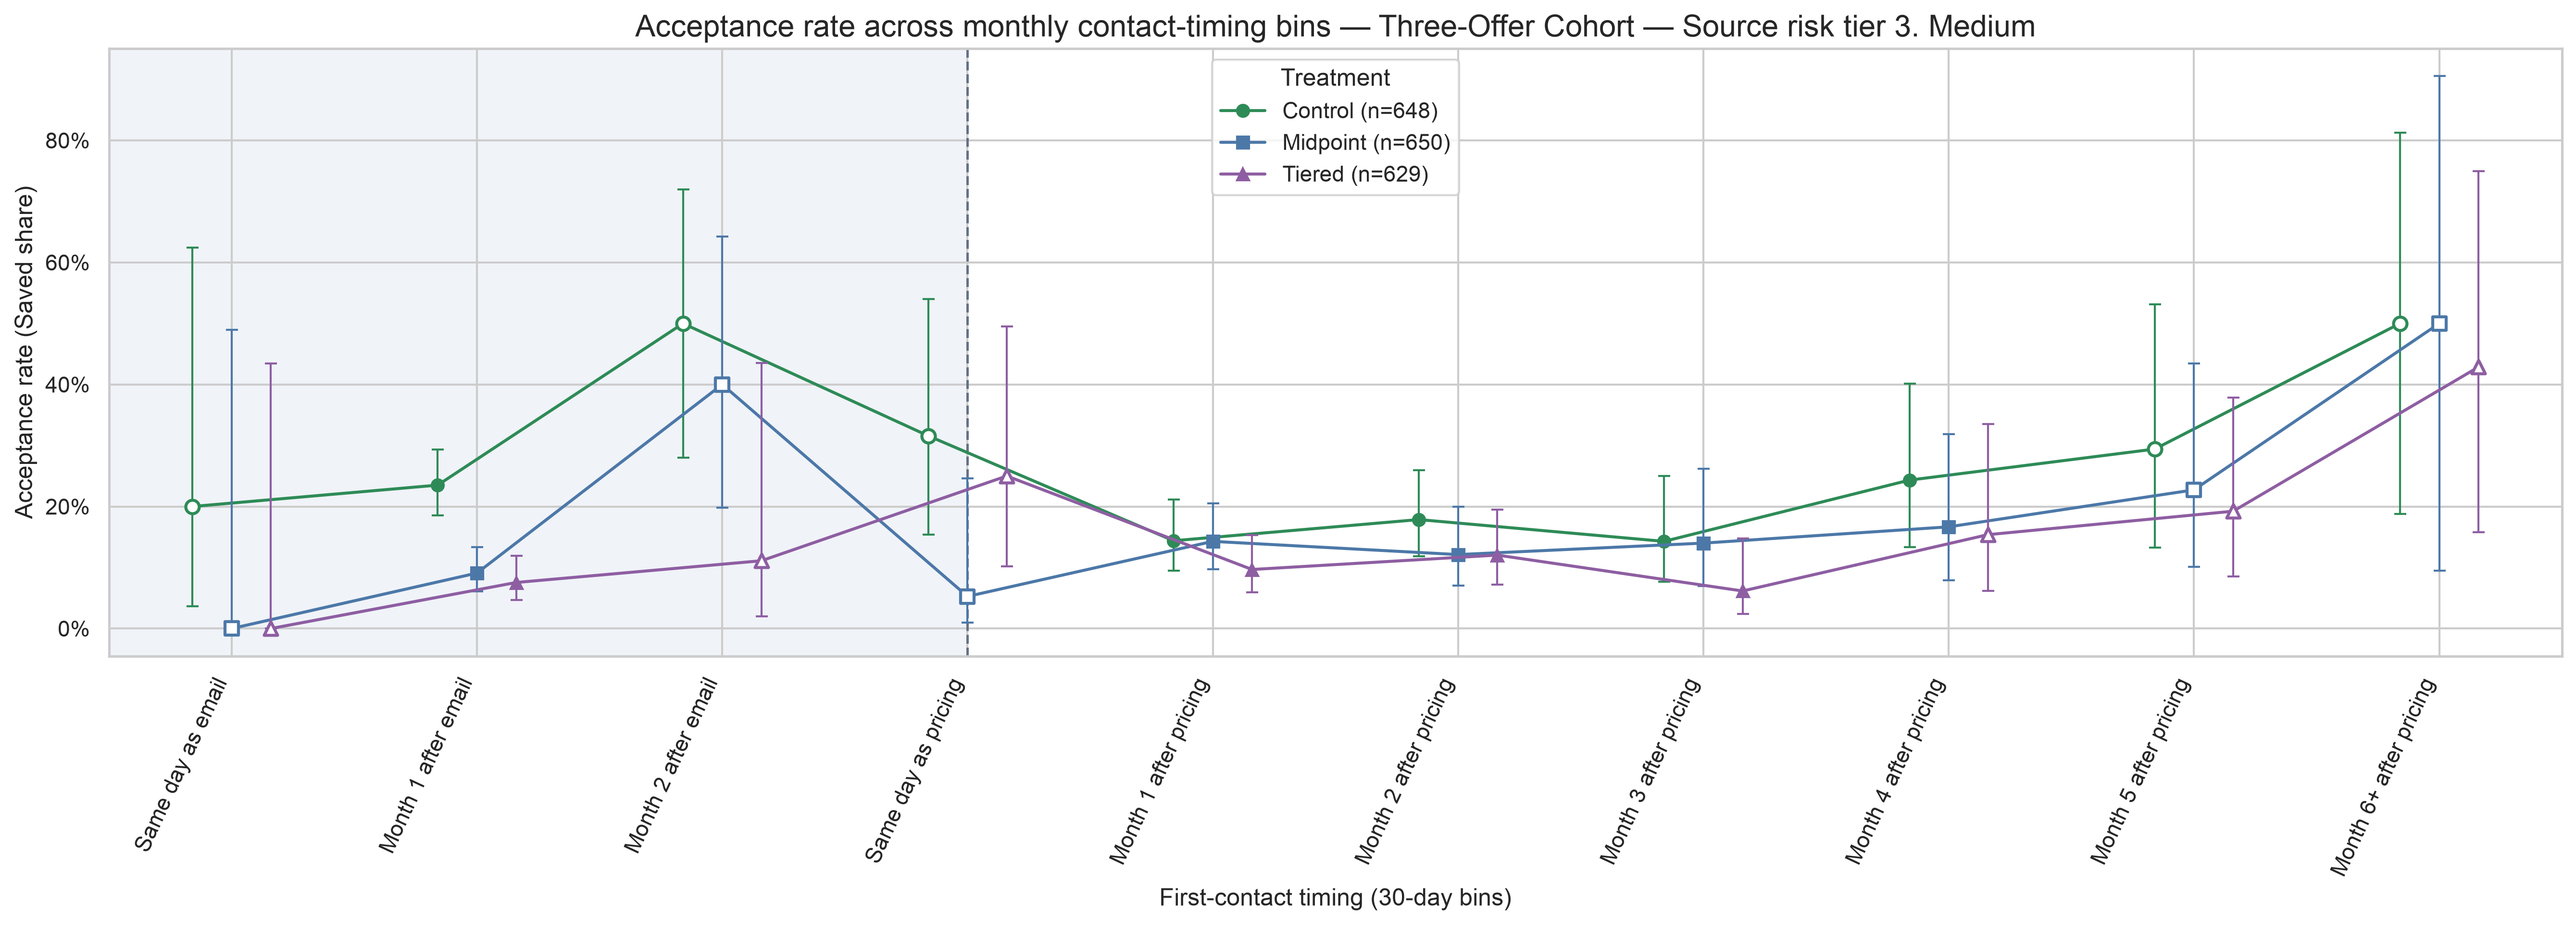 Acceptance rate across monthly contact-timing bins — Three-Offer Cohort — Source risk tier 3. Medium
Treatment
Control (n=648)
Midpoint (n=650)
Tiered (n=629)
Acceptance rate (Saved share)
80%
60%
40%
20%
0%
Same day as email
Month 1 after email
Month 2 after email
Same day as pricing
Month 1 after pricing
Month 2 after pricing
Month 3 after pricing
Month 4 after pricing
Month 5 after pricing
Month 6+ after pricing
First-contact timing (30-day bins)